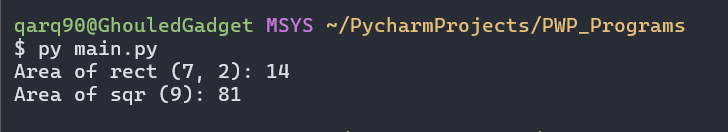 qarq90@GhouledGadget MSYS ~/PycharmProjects/PWP_Programs
$ py main.py
Area of rect (7, 2): 14
Area of sqr (9): 81